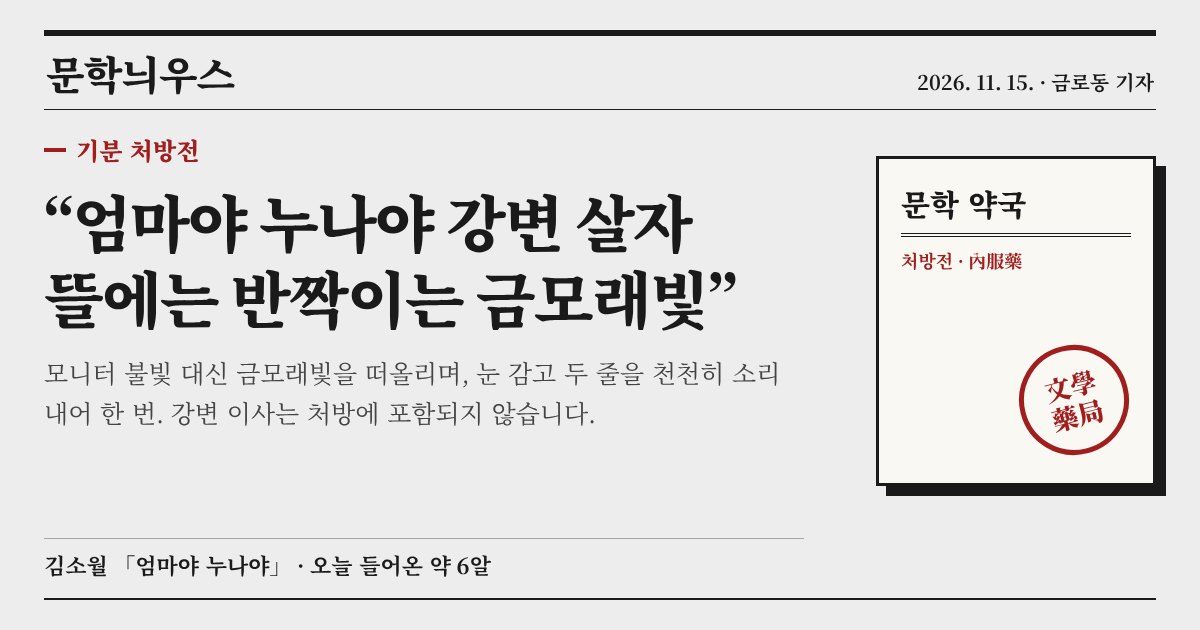 문학늬우스
2026. 11. 15. · 금로동 기자
기분 처방전
“엄마야 누나야 강변 살자
뜰에는 반짝이는 금모래빛”
모니터 불빛 대신 금모래빛을 떠올리며, 눈 감고 두 줄을 천천히 소리
내어 한 번. 강변 이사는 처방에 포함되지 않습니다.
김소월 「엄마야 누나야」 · 오늘 들어온 약 6알
문학 약국
처방전 · 內服藥
文學
藥局